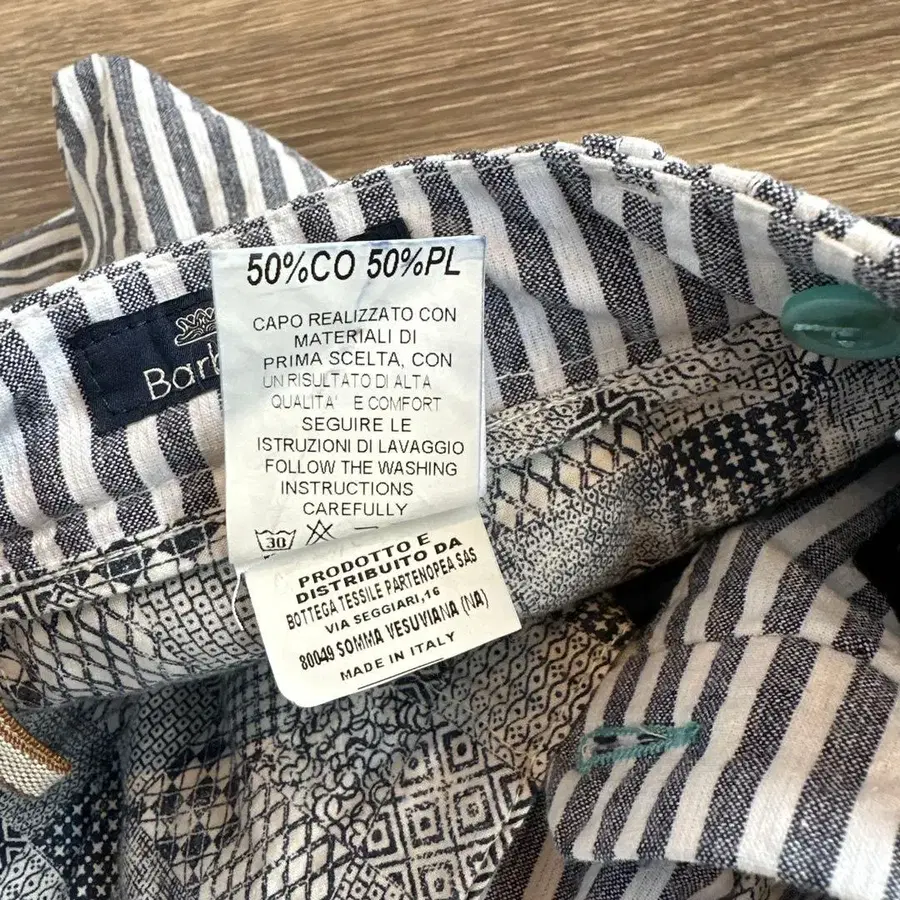 50%CO 50%PL
CAPO REALIZZATO CON
MATERIALI DI
PRIMA SCELTA, CON
UN RISULTATO DI ALTA
QUALITA' E COMFORT
SEGUIRE LE
ISTRUZIONI DI LAVAGGIO
FOLLOW THE WASHING
INSTRUCTIONS
CAREFULLY
30
PRODOTTO E
DISTRIBUITO DA
BOTTEGA TESSILE PARTENOPEA SAS
VIA SEGGIARI,16
80049 SOMMA VESUVIANA (NA)
MADE IN ITALY